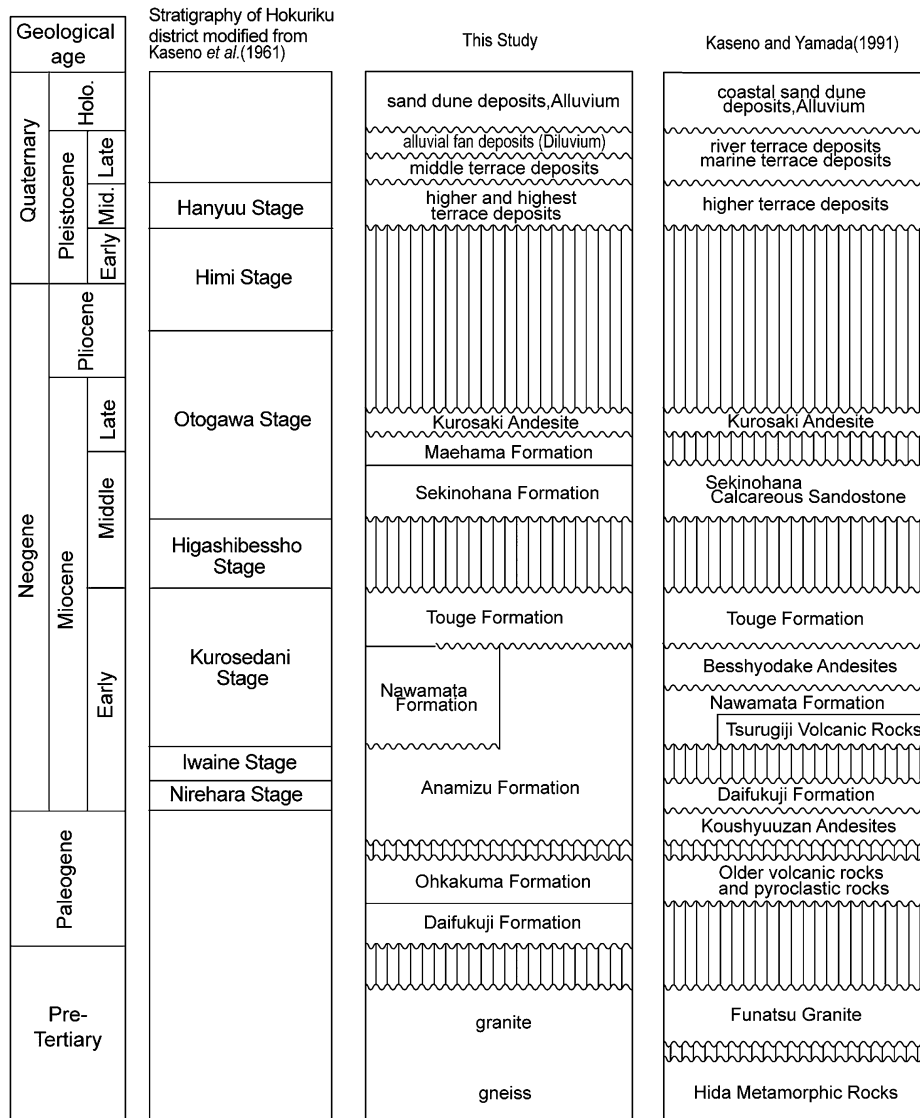 Geological
age
Stratigraphy of Hokuriku
district modified from
Kaseno et al.(1961)
This Study
Kaseno and Yamada(1991)
Quaternary
Pleistocene
Holo.
Late
Mid.
Early
Neogene
Pliocene
Miocene
Late
Middle
Early
Paleogene
Pre-
Tertiary
Hanyuu Stage
Himi Stage
Otogawa Stage
Higashibessho
Stage
Kurosedani
Stage
Iwaine Stage
Nirehara Stage
sand dune deposits,Alluvium
alluvial fan deposits (Diluvium)
middle terrace deposits
higher and highest
terrace deposits
Kurosaki Andesite
Maehama Formation
Sekinohana Formation
Touge Formation
Nawamata
Formation
Anamizu Formation
Ohkakuma Formation
Daifukuji Formation
granite
gneiss
coastal sand dune
deposits,Alluvium
river terrace deposits
marine terrace deposits
higher terrace deposits
Kurosaki Andesite
Sekinohana
Calcareous Sandostone
Touge Formation
Besshyodake Andesites
Nawamata Formation
Tsurugiji Volcanic Rocks
Daifukuji Formation
Koushyuuzan Andesites
Older volcanic rocks
and pyroclastic rocks
Funatsu Granite
Hida Metamorphic Rocks